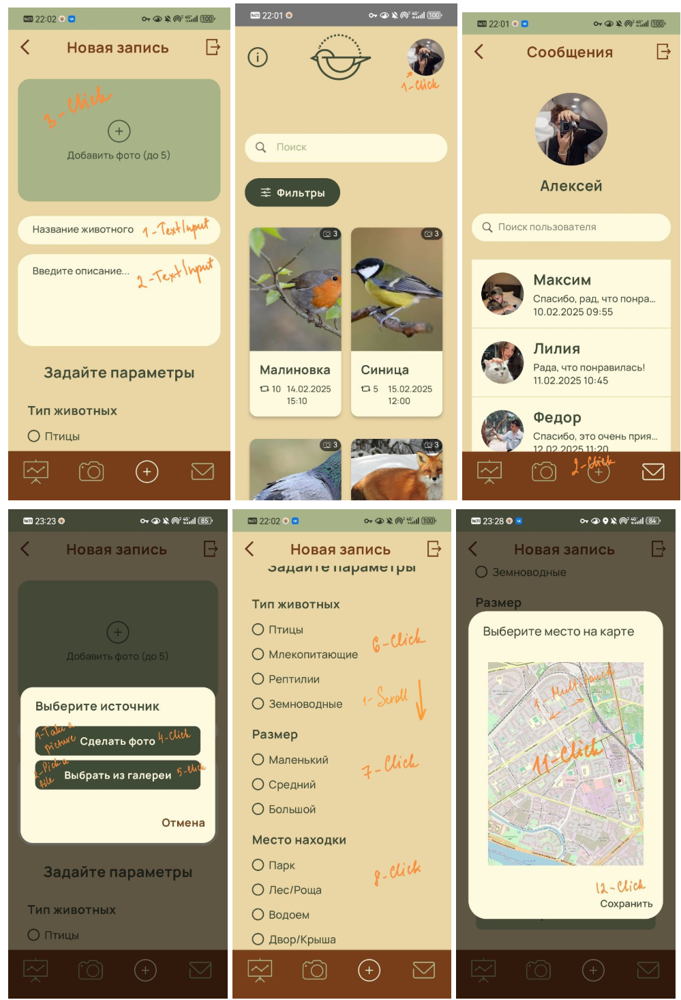 22:02
4G
100
Новая запись
3-Click
Добавить фото (до 5)
Название животного
1-TextInput
Введите описание...
2-TextInput
Задайте параметры
Тип животных
Птицы
22:01
4G
100
1-Click
Поиск
Фильтры
3
3
Малиновка
10 14.02.2025
15:10
Синица
5 15.02.2025
12:00
3
3
22:01
4G
100
Сообщения
Алексей
Поиск пользователя
Максим
Спасибо, рад, что понра...
10.02.2025 09:55
Лилия
Рада, что понравилась!
11.02.2025 10:45
Федор
Спасибо, это очень прия...
12.02.2025 11:20
2-Click
23:23
4G
85
Новая запись
Добавить фото (до 5)
Выберите источник
1-Take a
picture
Сделать фото
4-Click
2-Pick a
file
Выбрать из галереи
5-Click
Отмена
Задайте параметры
Тип животных
Птицы
22:02
4G
100
Новая запись
Задайте параметры
Тип животных
Птицы
6-Click
Млекопитающие
Рептилии
1-Scroll
Земноводные
Размер
Маленький
7-Click
Средний
Большой
Место находки
Парк
8-Click
Лес/Роща
Водоем
Двор/Крыша
23:28
4G
84
Новая запись
Земноводные
Размер
Выберите место на карте
1-Multitouch
11-Click
12-Click
Сохранить